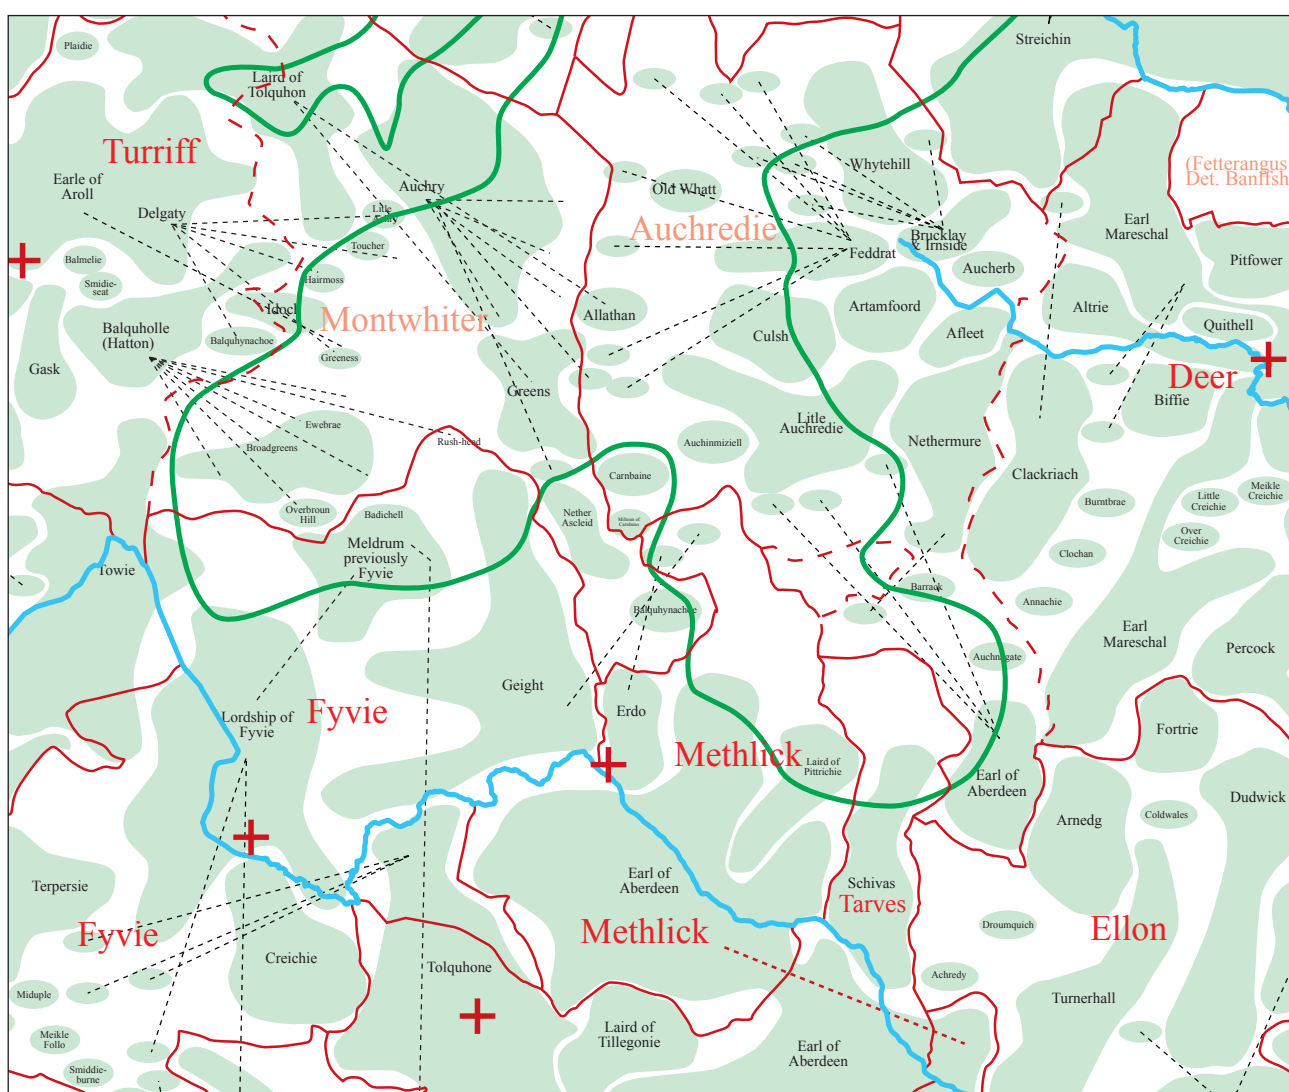 Plaidie
Streichin
Laird of
Tolquhon
Turriff
Earle of
Aroll
Delgaty
Auchry
Old Whatt
Whytehill
(Fetterangus
Det. Banffsh
Auchredie
Earl
Mareschal
Brucklay
& Irnside
Feddrat
Toucher
Balmelie
Smidie-
seat
Hairmoss
Aucherb
Pitfower
Idoch
Montwhiter
Allathan
Artamfoord
Altrie
Afleet
Quithell
Balquholle
(Hatton)
Balquhynachoe
Greeness
Culsh
Gask
Deer
Greens
Biffie
Litle
Auchredie
Ewebrae
Broadgreens
Rush-head
Auchinmiziell
Nethermure
Clackriach
Carnbaine
Burntbrae
Little
Creichie
Meikle
Creichie
Overbroun
Hill
Badichell
Nether
Ascleid
Over
Creichie
Meldrum
previously
Fyvie
Clochan
Towie
Barrack
Annachie
Balquhynachoe
Earl
Mareschal
Percock
Auchnagate
Geight
Erdo
Fyvie
Lordship of
Fyvie
Fortrie
Methlick
Laird of
Pittrichie
Earl of
Aberdeen
Dudwick
Arnedg
Coldwales
Terpersie
Earl of
Aberdeen
Schivas
Tarves
Fyvie
Methlick
Droumquich
Ellon
Creichie
Tolquhone
Achredy
Miduple
Turnerhall
Meikle
Follo
Laird of
Tillegonie
Earl of
Aberdeen
Smiddie-
burne